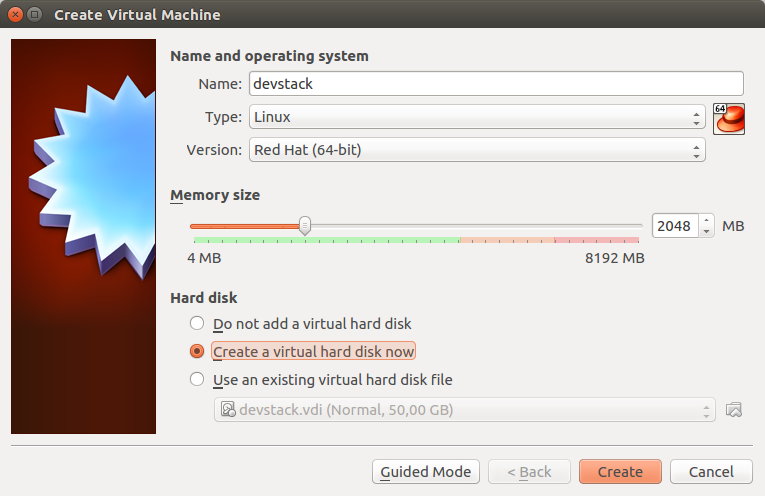 Create Virtual Machine
Name and operating system
Name: devstack
Type: Linux
64
Version: Red Hat (64-bit)
Memory size
2048 MB
4 MB 8192 MB
Hard disk
Do not add a virtual hard disk
Create a virtual hard disk now
Use an existing virtual hard disk file
devstack.vdi (Normal, 50,00 GB)
Guided Mode < Back Create Cancel